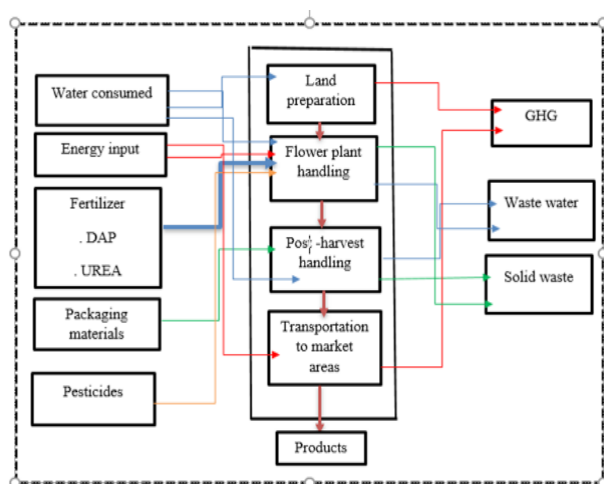 Water consumed
Energy input
Fertilizer
. DAP
. UREA
Packaging
materials
Pesticides
Land
preparation
Flower plant
handling
Post-harvest
handling
Transportation
to market
areas
Products
GHG
Waste water
Solid waste